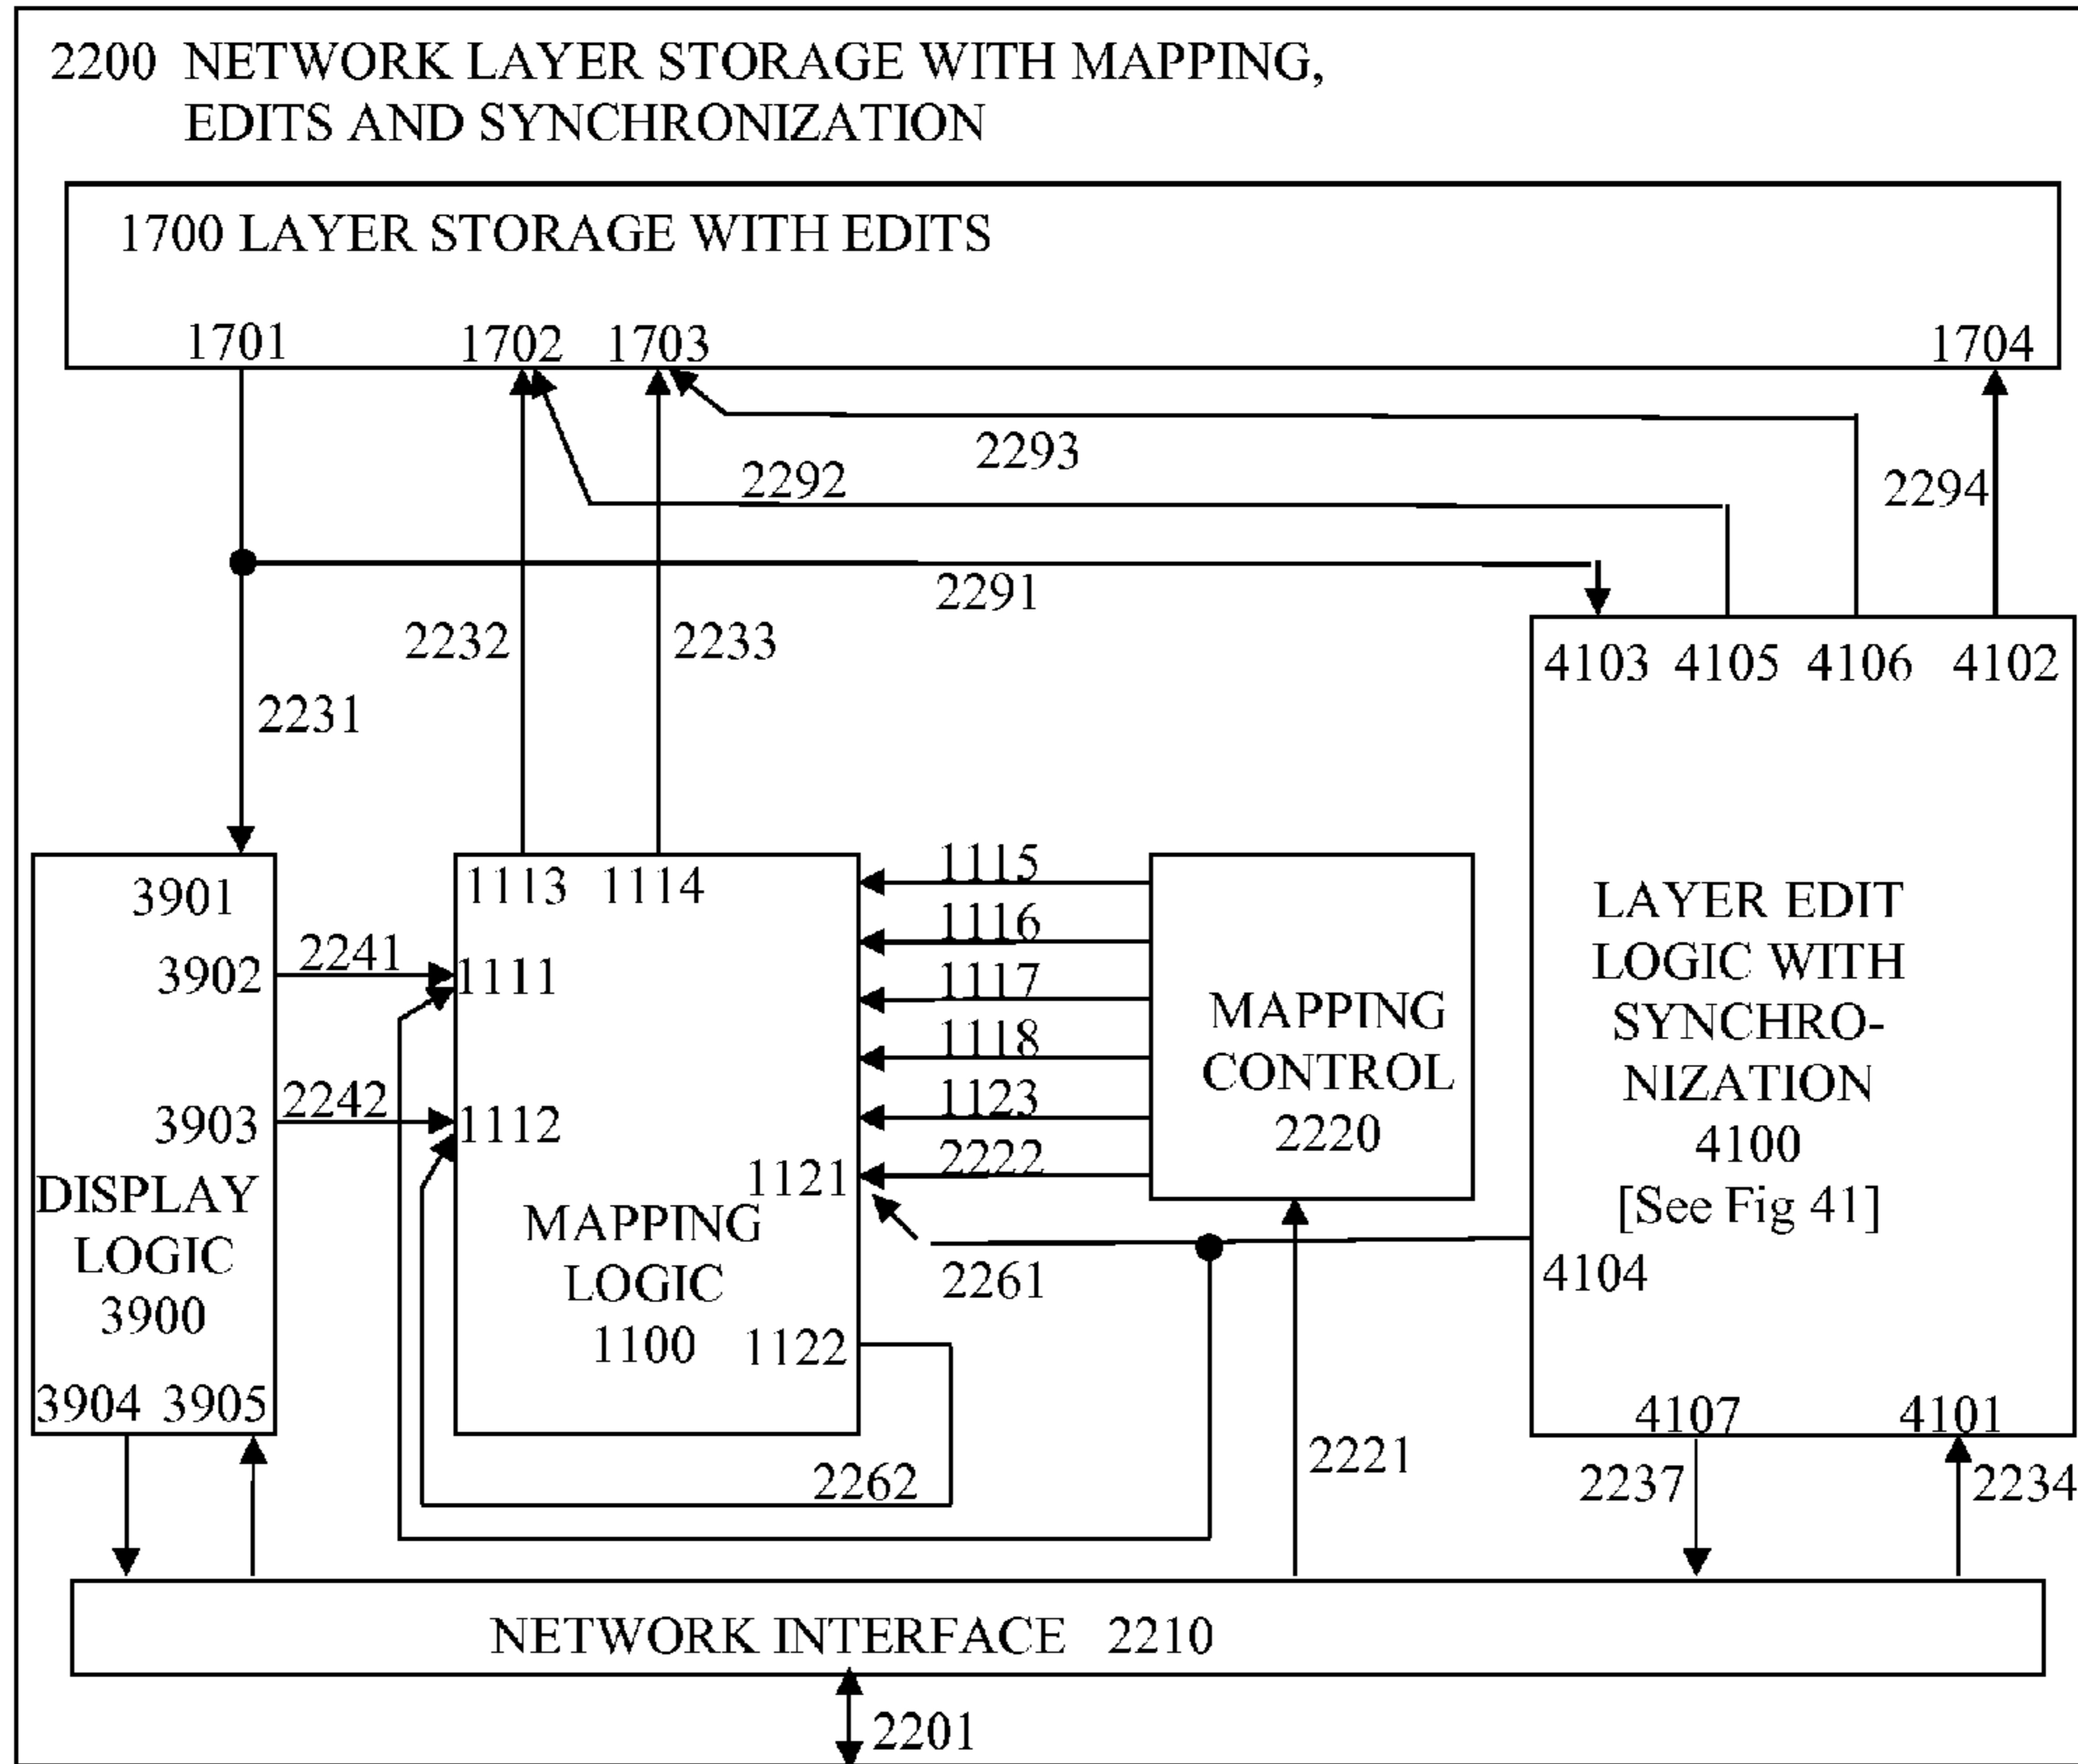 2200 NETWORK LAYER STORAGE WITH MAPPING,
EDITS AND SYNCHRONIZATION
1700 LAYER STORAGE WITH EDITS
1701
1702
1703
1704
2293
2292
2294
2291
2232
2233
2231
4103 4105 4106 4102
3901
3902
3903
DISPLAY
LOGIC
3900
3904 3905
2241
2242
1113 1114
1111
1112
1121
MAPPING
LOGIC
1100
1122
1115
1116
1117
1118
1123
2222
MAPPING
CONTROL
2220
LAYER EDIT
LOGIC WITH
SYNCHRO-
NIZATION
4100
[See Fig 41]
4104
4107
4101
2261
2262
2221
2237
2234
NETWORK INTERFACE 2210
2201